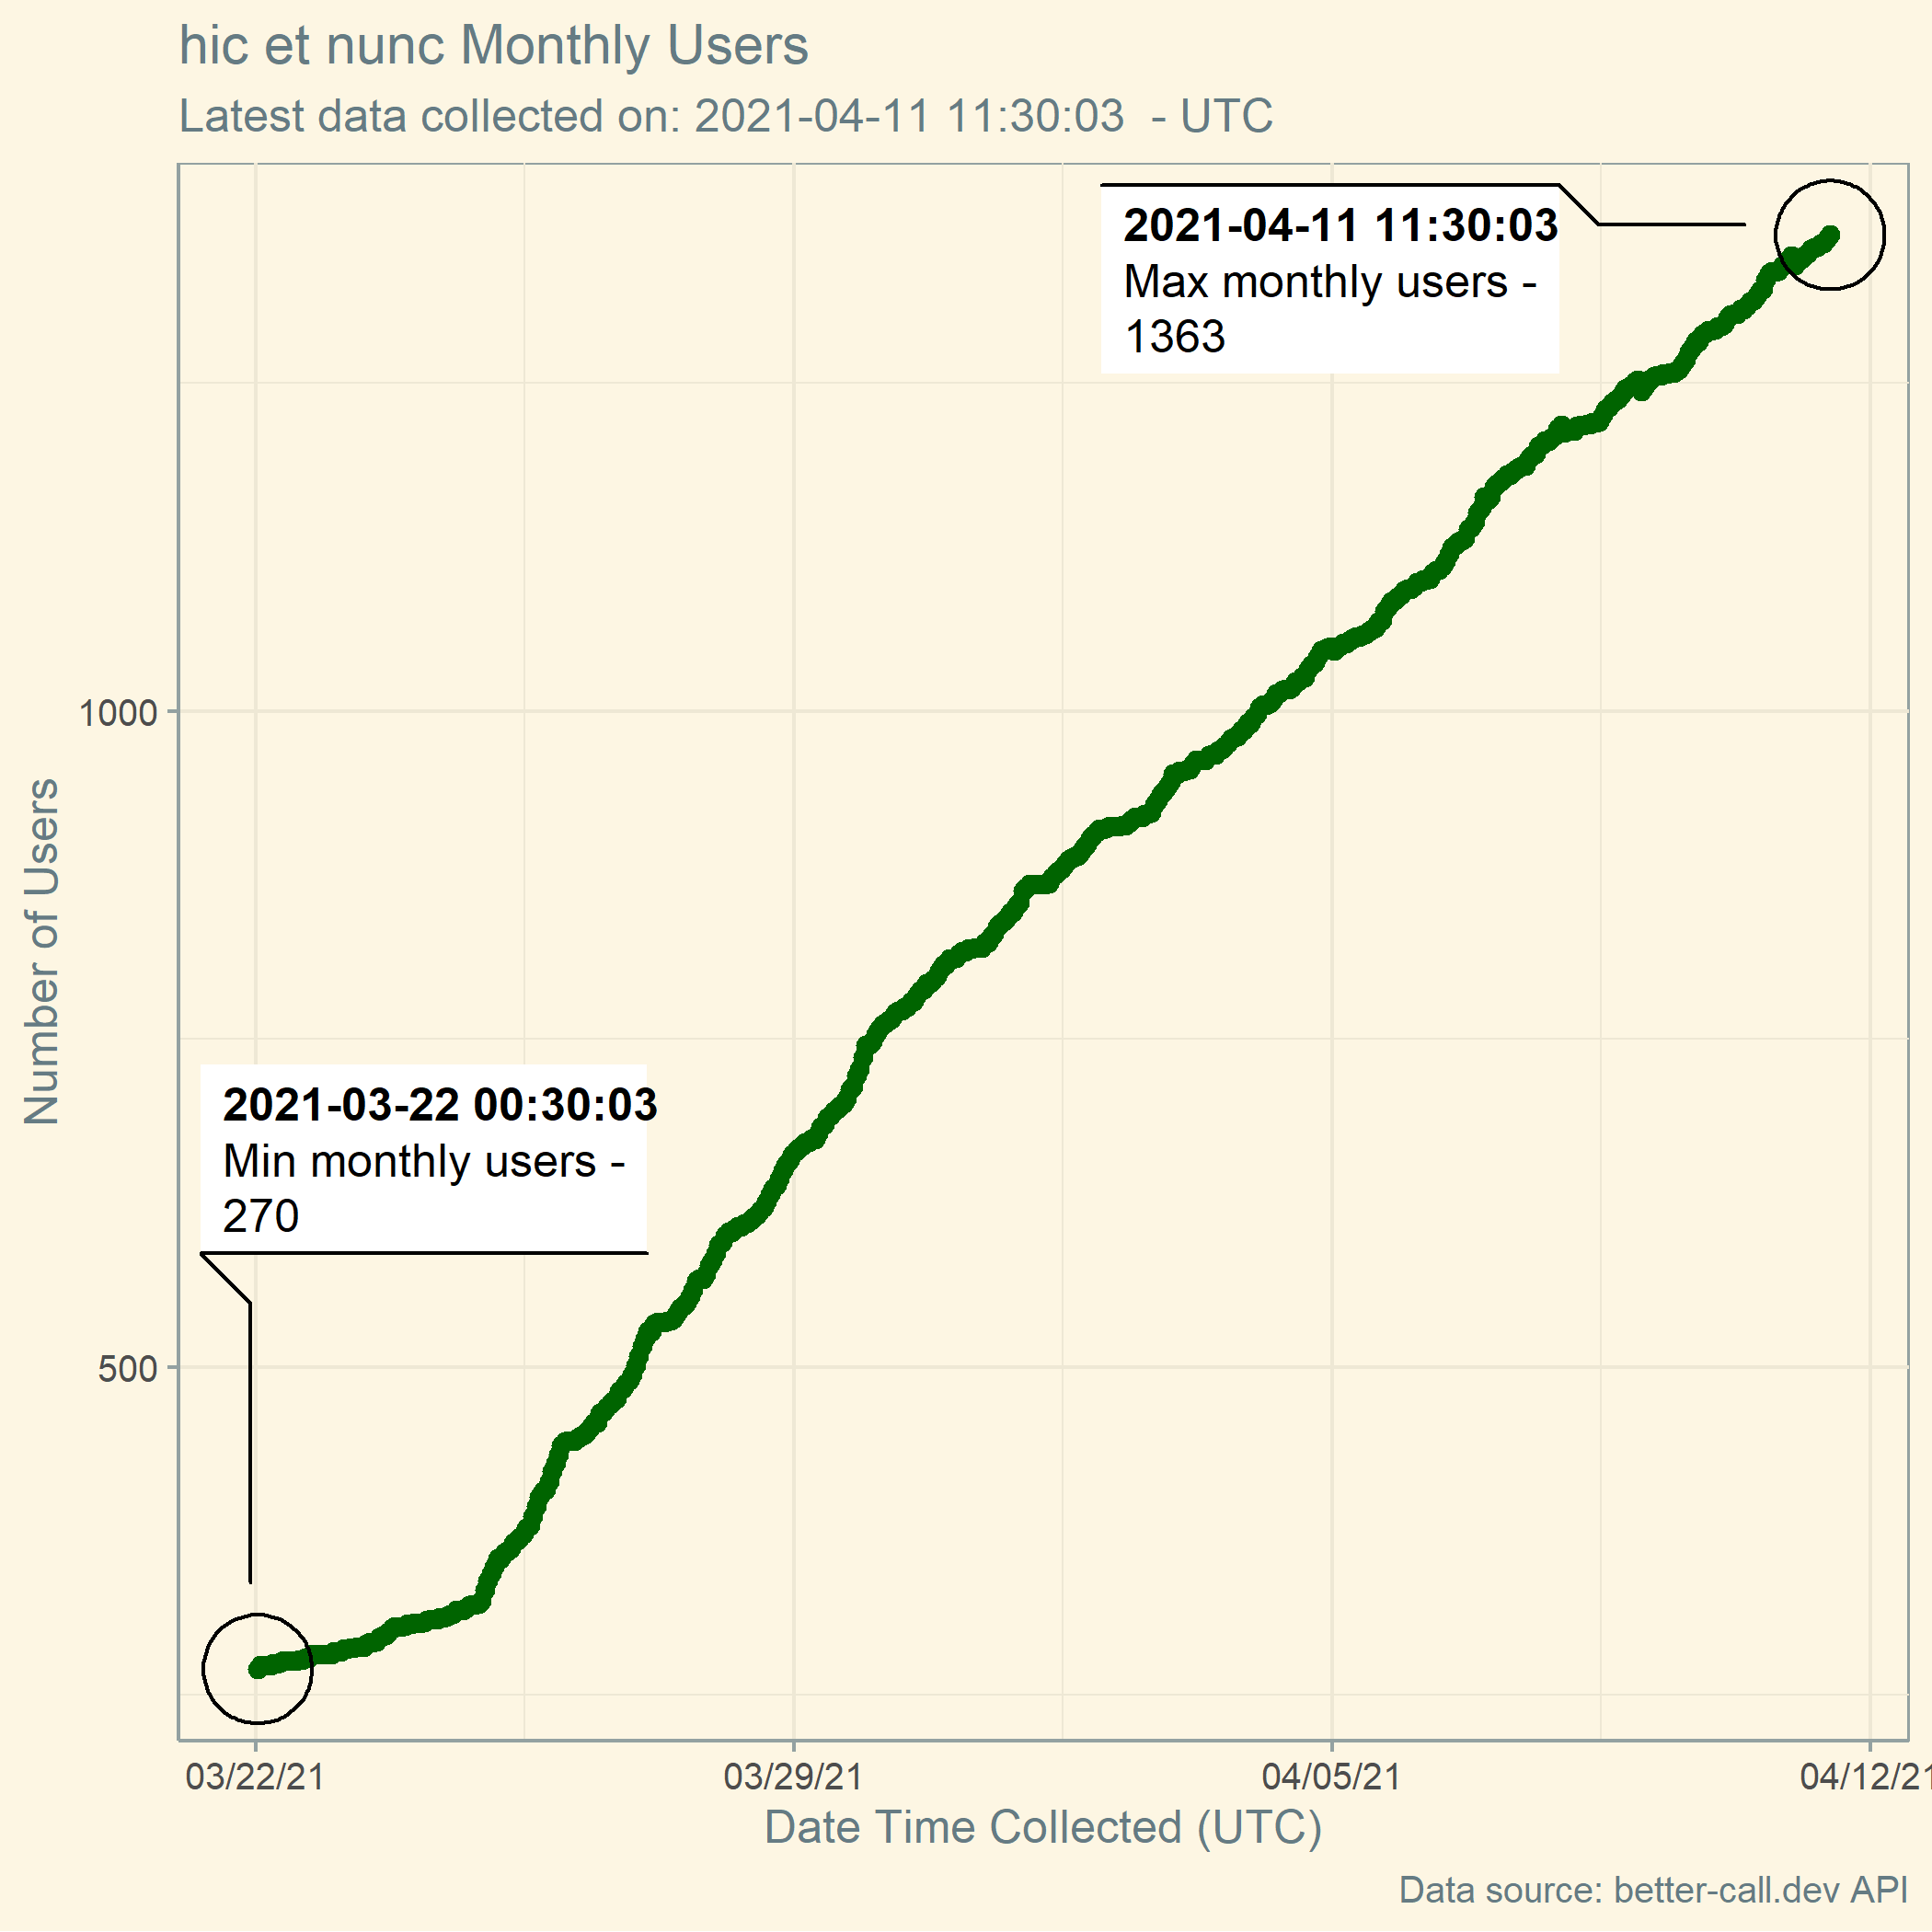 hic et nunc Monthly Users
Latest data collected on: 2021-04-11 11:30:03  - UTC
2021-04-11 11:30:03
Max monthly users -
1363
1000
Number of Users
2021-03-22 00:30:03
Min monthly users -
270
500
03/22/21
03/29/21
04/05/21
04/12/21
Date Time Collected (UTC)
Data source: better-call.dev API